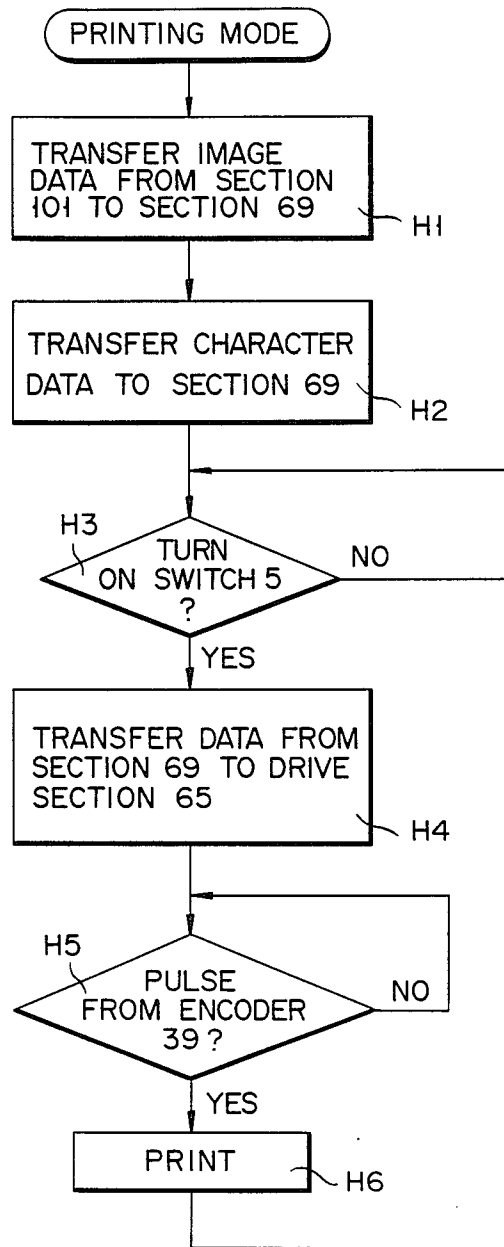 PRINTING MODE
TRANSFER IMAGE
DATA FROM SECTION
101 TO SECTION 69
H1
TRANSFER CHARACTER
DATA TO SECTION 69
H2
H3
TURN
ON SWITCH 5
?
NO
YES
TRANSFER DATA FROM
SECTION 69 TO DRIVE
SECTION 65
H4
H5
PULSE
FROM ENCODER
39 ?
NO
YES
PRINT
H6